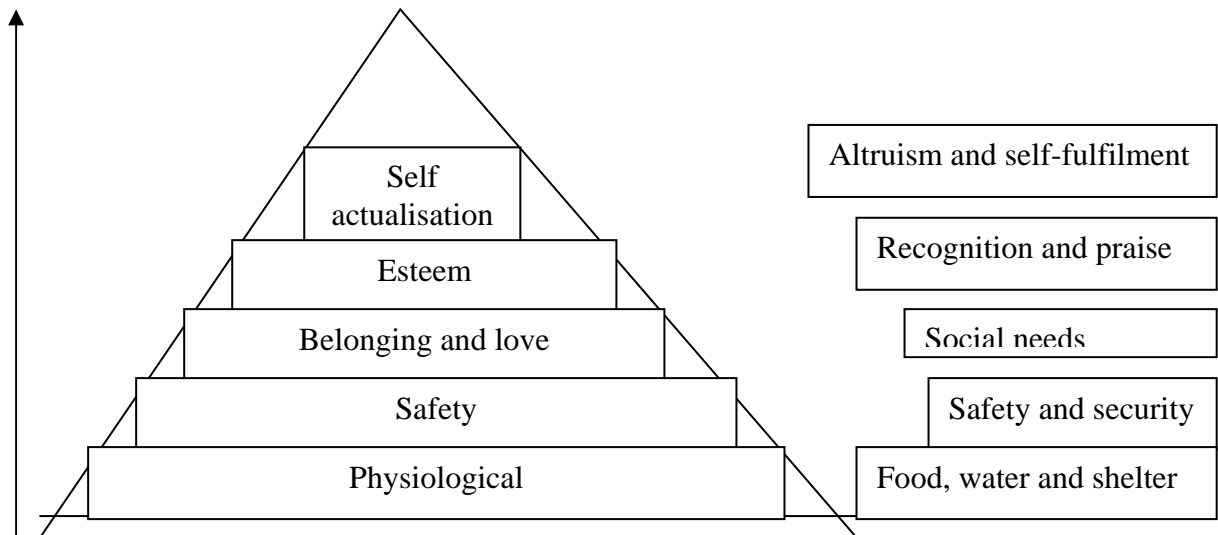 Altruism and self-fulfilment
Self
actualisation
Recognition and praise
Esteem
Social needs
Belonging and love
Safety
Safety and security
Physiological
Food, water and shelter